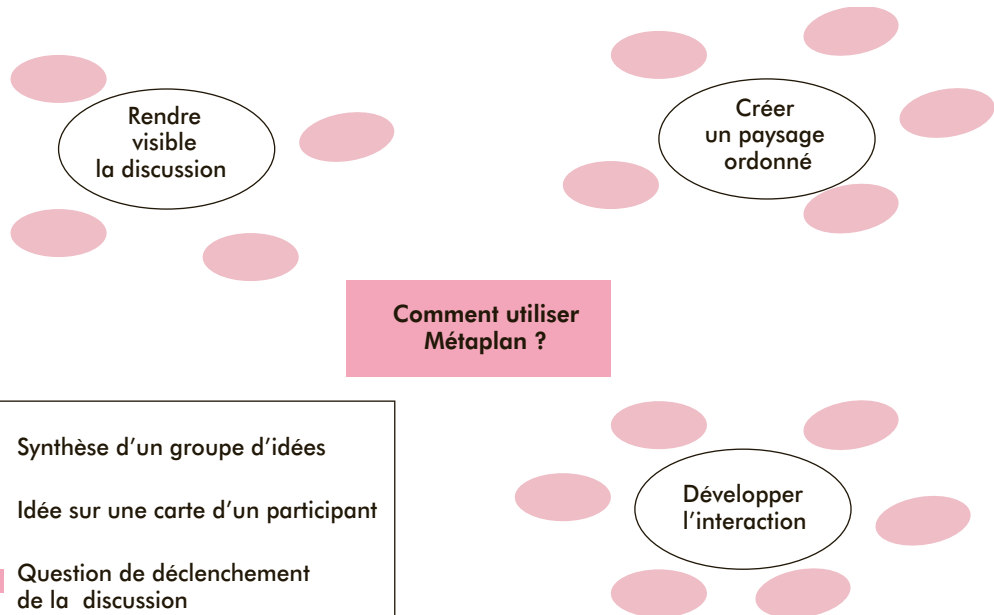 Rendre
visible
la discussion
Créer
un paysage
ordonné
Comment utiliser
Métaplan ?
Synthèse d’un groupe d’idées
Idée sur une carte d’un participant
Question de déclenchement
de la discussion
Développer
l’interaction